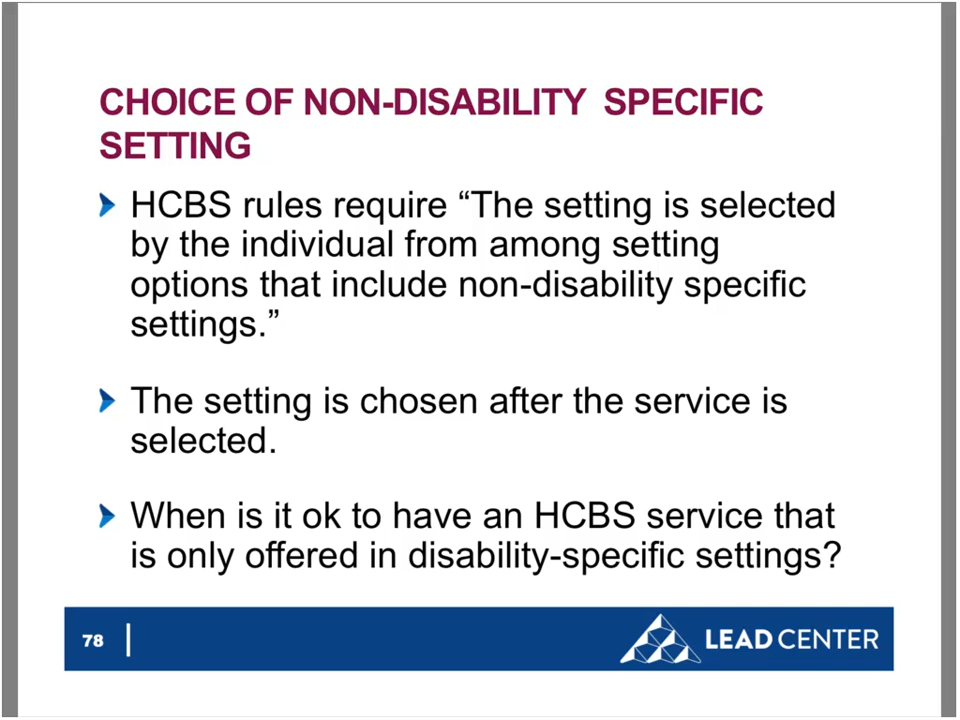 CHOICE OF NON-DISABILITY SPECIFIC
SETTING
HCBS rules require “The setting is selected
by the individual from among setting
options that include non-disability specific
settings.”
The setting is chosen after the service is
selected.
When is it ok to have an HCBS service that
is only offered in disability-specific settings?
78
LEAD CENTER